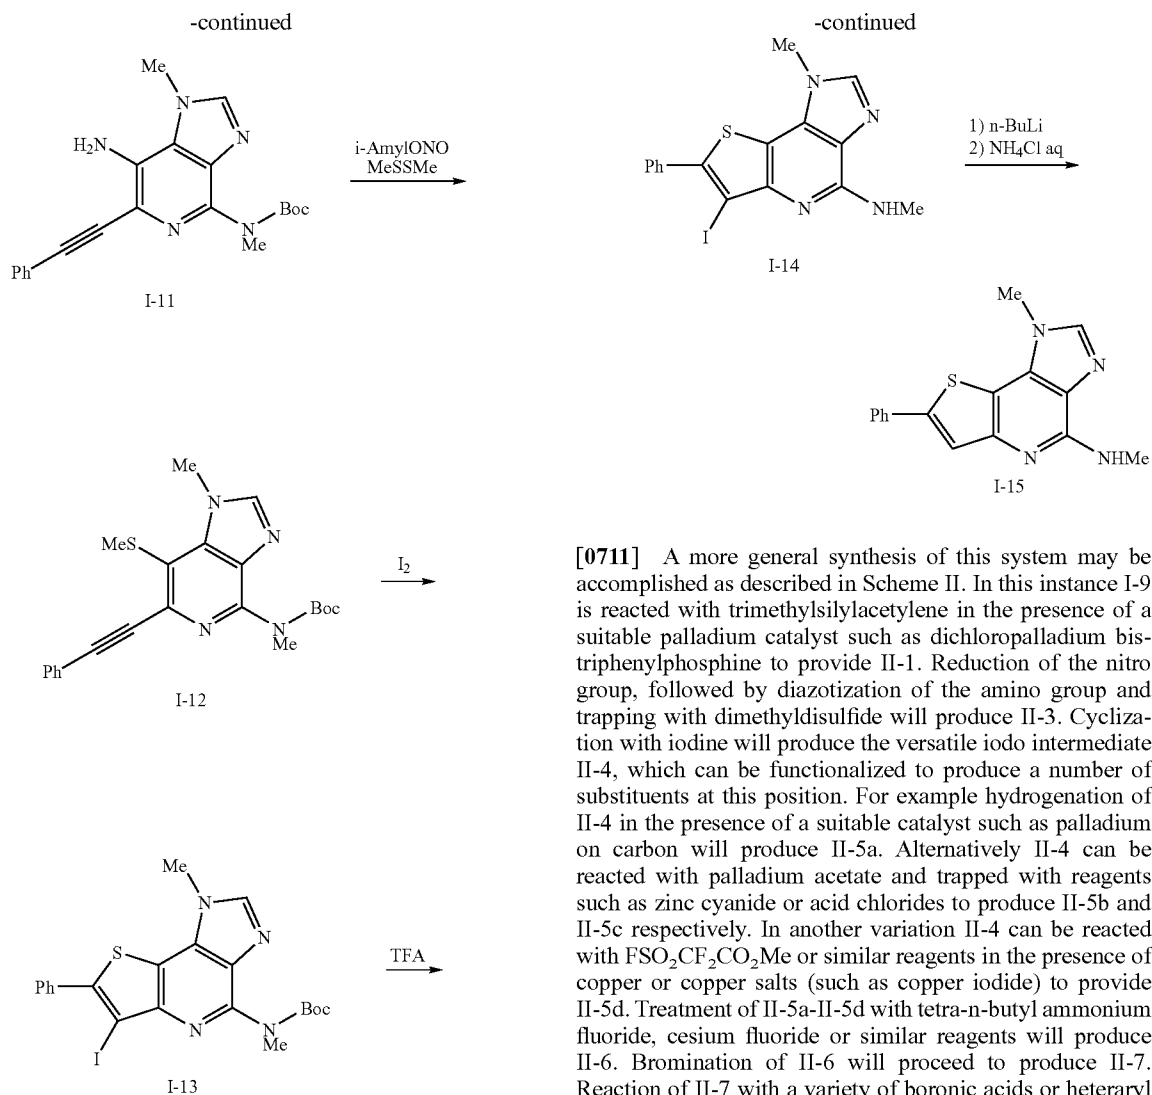 -continued
Me
N
N
H₂N
i-AmylONO
MeSSMe
Boc
N
N
Me
Ph
I-11
Me
N
N
MeS
I₂
Boc
N
N
Me
Ph
I-12
Me
N
N
S
TFA
Ph
Boc
N
N
Me
I
I-13
-continued
Me
N
N
S
1) n-BuLi
2) NH₄Cl aq
Ph
N
NHMe
I
I-14
Me
N
N
S
Ph
N
NHMe
I-15
[0711] A more general synthesis of this system may be
accomplished as described in Scheme II. In this instance I-9
is reacted with trimethylsilylacetylene in the presence of a
suitable palladium catalyst such as dichloropalladium bis-
triphenylphosphine to provide II-1. Reduction of the nitro
group, followed by diazotization of the amino group and
trapping with dimethyldisulfide will produce II-3. Cycliza-
tion with iodine will produce the versatile iodo intermediate
II-4, which can be functionalized to produce a number of
substituents at this position. For example hydrogenation of
II-4 in the presence of a suitable catalyst such as palladium
on carbon will produce II-5a. Alternatively II-4 can be
reacted with palladium acetate and trapped with reagents
such as zinc cyanide or acid chlorides to produce II-5b and
II-5c respectively. In another variation II-4 can be reacted
with FSO₂CF₂CO₂Me or similar reagents in the presence of
copper or copper salts (such as copper iodide) to provide
II-5d. Treatment of II-5a-II-5d with tetra-n-butyl ammonium
fluoride, cesium fluoride or similar reagents will produce
II-6. Bromination of II-6 will proceed to produce II-7.
Reaction of II-7 with a variety of boronic acids or heteraryl